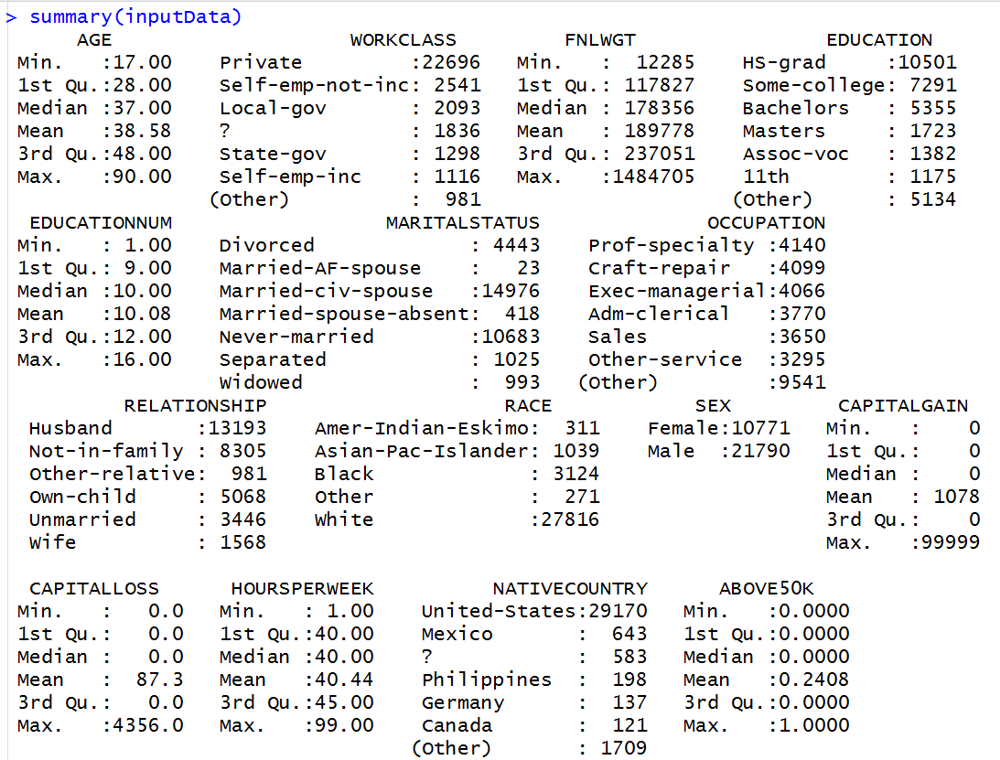 > summary(inputData)
AGE WORKCLASS FNLWGT EDUCATION
Min. :17.00 Private :22696 Min. : 12285 HS-grad :10501
1st Qu.:28.00 Self-emp-not-inc: 2541 1st Qu.: 117827 Some-college: 7291
Median :37.00 Local-gov : 2093 Median : 178356 Bachelors : 5355
Mean :38.58 ? : 1836 Mean : 189778 Masters : 1723
3rd Qu.:48.00 State-gov : 1298 3rd Qu.: 237051 Assoc-voc : 1382
Max. :90.00 Self-emp-inc : 1116 Max. :1484705 11th : 1175
(Other) : 981 (Other) : 5134
EDUCATIONNUM MARITALSTATUS OCCUPATION
Min. : 1.00 Divorced : 4443 Prof-specialty :4140
1st Qu.: 9.00 Married-AF-spouse : 23 Craft-repair :4099
Median :10.00 Married-civ-spouse :14976 Exec-managerial:4066
Mean :10.08 Married-spouse-absent: 418 Adm-clerical :3770
3rd Qu.:12.00 Never-married :10683 Sales :3650
Max. :16.00 Separated : 1025 Other-service :3295
Widowed : 993 (Other) :9541
RELATIONSHIP RACE SEX CAPITALGAIN
Husband :13193 Amer-Indian-Eskimo: 311 Female:10771 Min. : 0
Not-in-family : 8305 Asian-Pac-Islander: 1039 Male :21790 1st Qu.: 0
Other-relative: 981 Black : 3124 Median : 0
Own-child : 5068 Other : 271 Mean : 1078
Unmarried : 3446 White :27816 3rd Qu.: 0
Wife : 1568 Max. :99999
CAPITALLOSS HOURSPERWEEK NATIVECOUNTRY ABOVE50K
Min. : 0.0 Min. : 1.00 United-States:29170 Min. :0.0000
1st Qu.: 0.0 1st Qu.:40.00 Mexico : 643 1st Qu.:0.0000
Median : 0.0 Median :40.00 ? : 583 Median :0.0000
Mean : 87.3 Mean :40.44 Philippines : 198 Mean :0.2408
3rd Qu.: 0.0 3rd Qu.:45.00 Germany : 137 3rd Qu.:0.0000
Max. :4356.0 Max. :99.00 Canada : 121 Max. :1.0000
(Other) : 1709